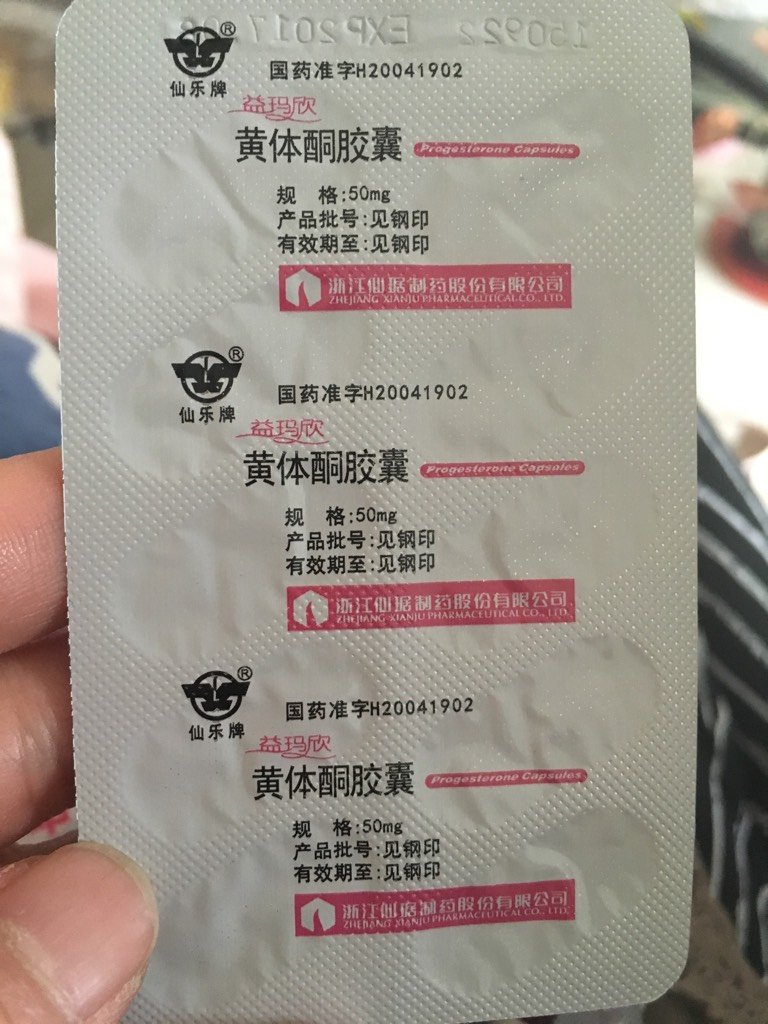 150922 EXP2017.08
®
国药准字H20041902
仙乐牌
益玛欣
黄体酮胶囊 Progesterone Capsules
规 格:50mg
产品批号:见钢印
有效期至:见钢印
浙江仙琚制药股份有限公司
ZHEJIANG XIANJU PHARMACEUTICAL CO., LTD.
®
国药准字H20041902
仙乐牌
益玛欣
黄体酮胶囊 Progesterone Capsules
规 格:50mg
产品批号:见钢印
有效期至:见钢印
浙江仙琚制药股份有限公司
ZHEJIANG XIANJU PHARMACEUTICAL CO., LTD.
®
国药准字H20041902
仙乐牌
益玛欣
黄体酮胶囊 Progesterone Capsules
规 格:50mg
产品批号:见钢印
有效期至:见钢印
浙江仙琚制药股份有限公司
ZHEJIANG XIANJU PHARMACEUTICAL CO., LTD.